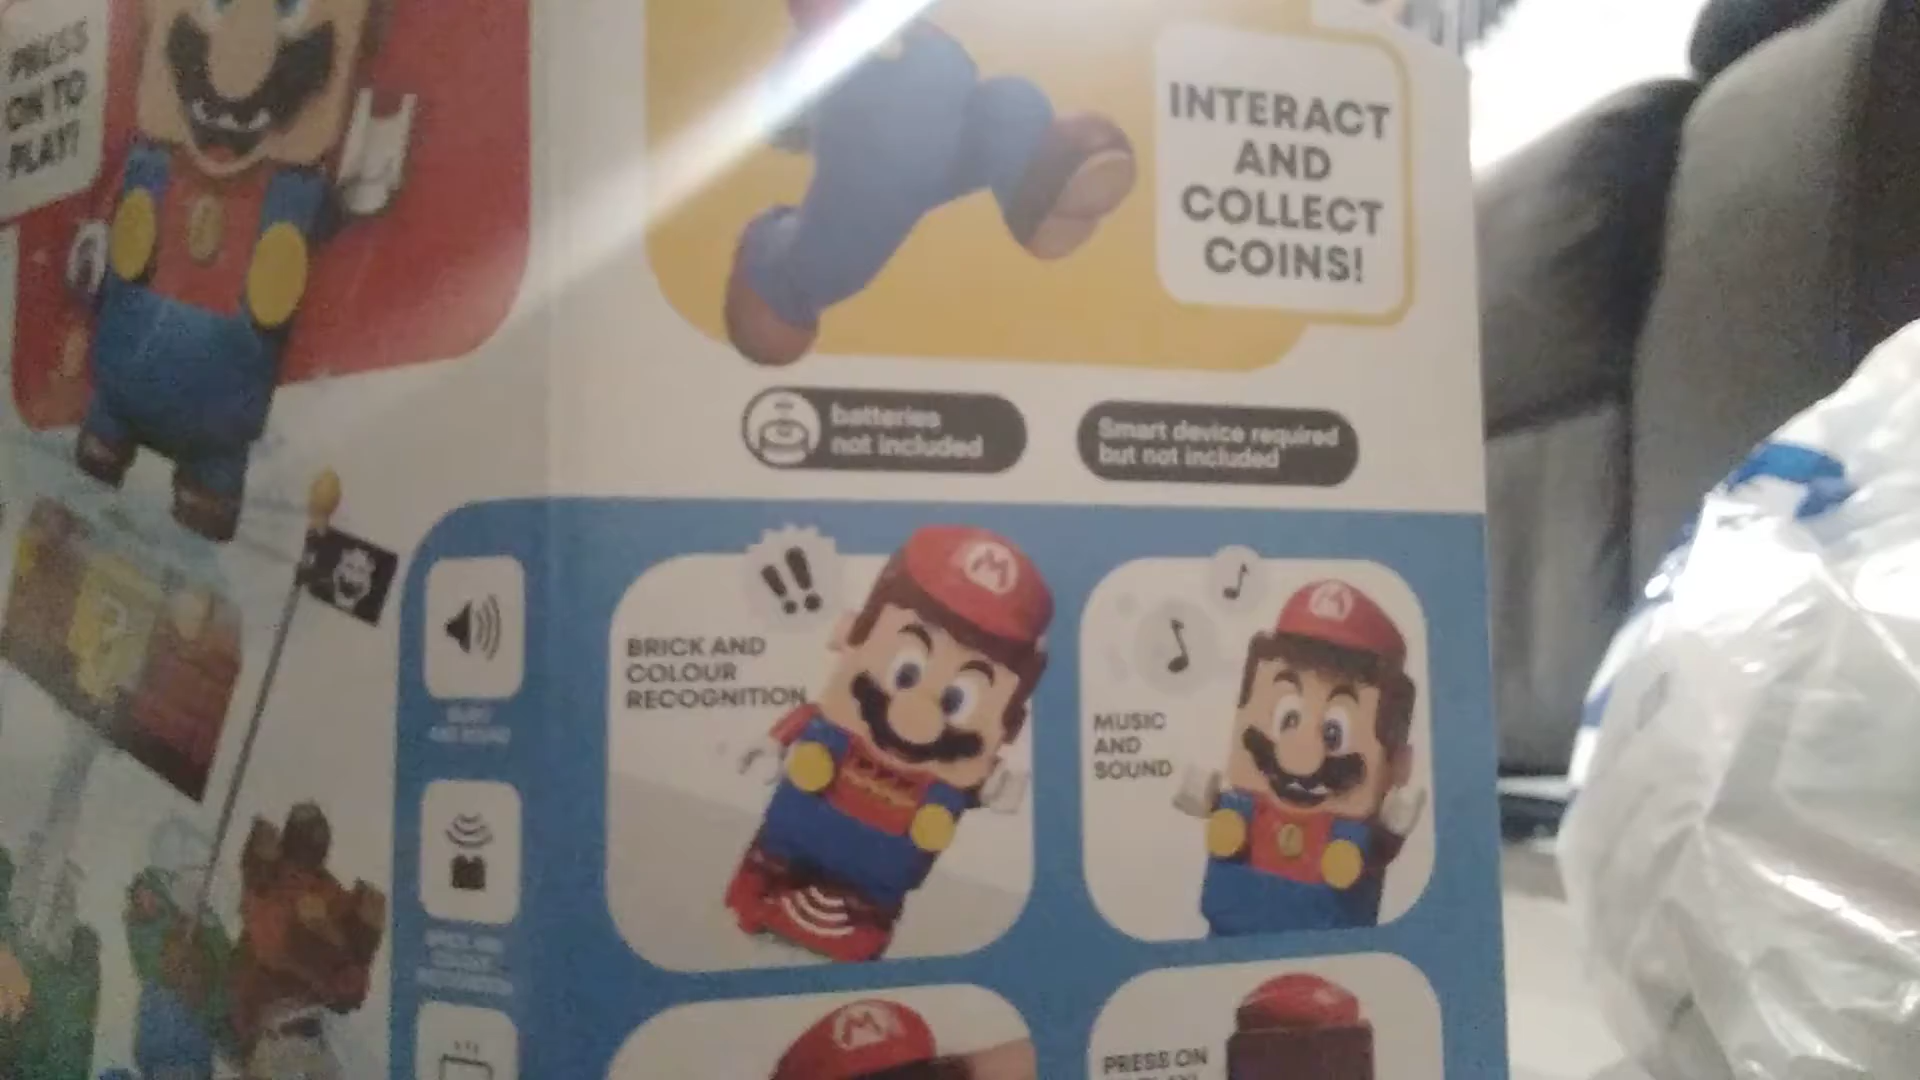 PRESS
ON TO
PLAY!
INTERACT
AND
COLLECT
COINS!
batteries
not included
Smart device required
but not included
BRICK AND
COLOUR
RECOGNITION
MUSIC
AND
SOUND
PRESS ON